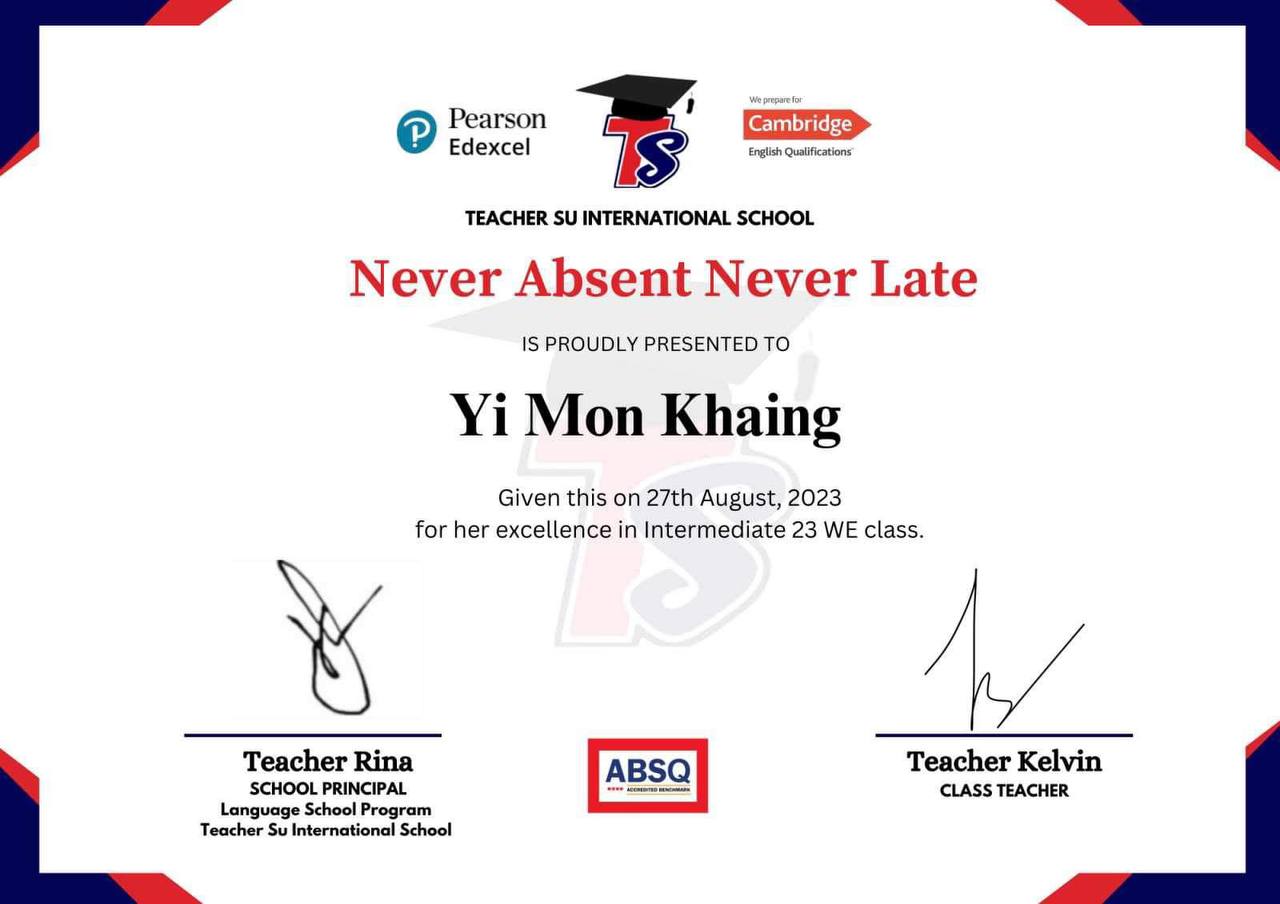 Pearson
Edexcel
TS
We prepare for
Cambridge
English Qualifications
TEACHER SU INTERNATIONAL SCHOOL
Never Absent Never Late
IS PROUDLY PRESENTED TO
Yi Mon Khaing
Given this on 27th August, 2023
for her excellence in Intermediate 23 WE class.
Teacher Rina
SCHOOL PRINCIPAL
Language School Program
Teacher Su International School
ABSQ
ACCREDITED BENCHMARK
Teacher Kelvin
CLASS TEACHER